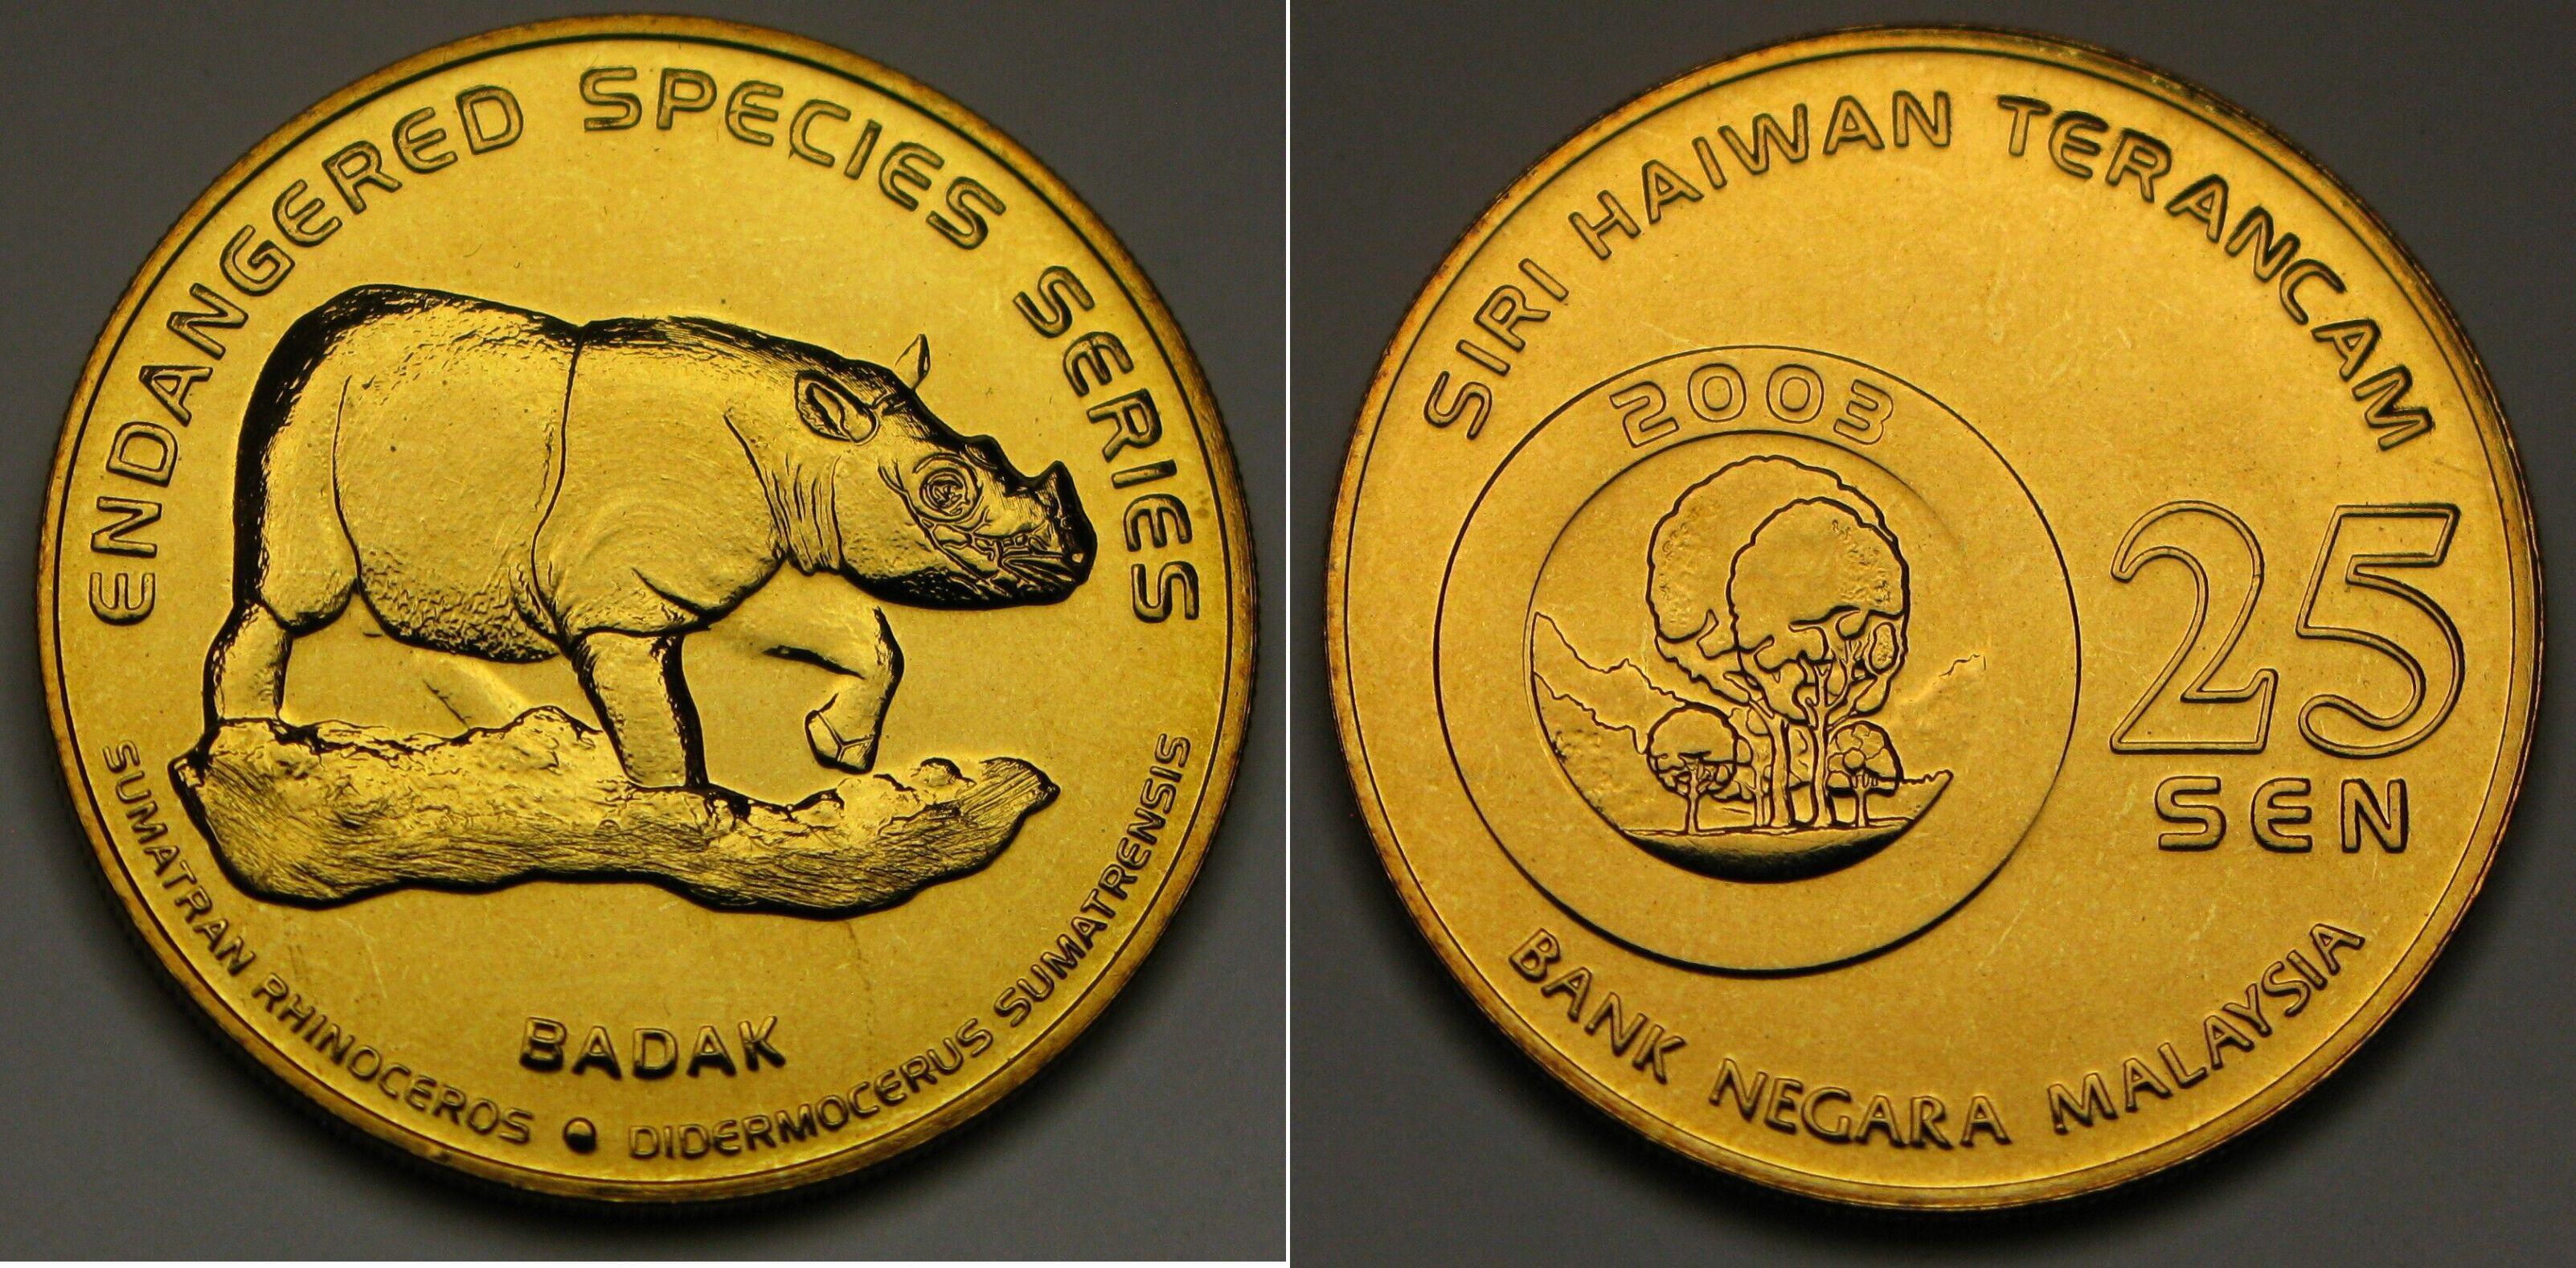 ENDANGERED SPECIES SERIES
BADAK
SUMATRAN RHINOCEROS • DIDERMOCERUS SUMATRENSIS
SIRI HAIWAN TERANCAM
2003
25
SEN
BANK NEGARA MALAYSIA